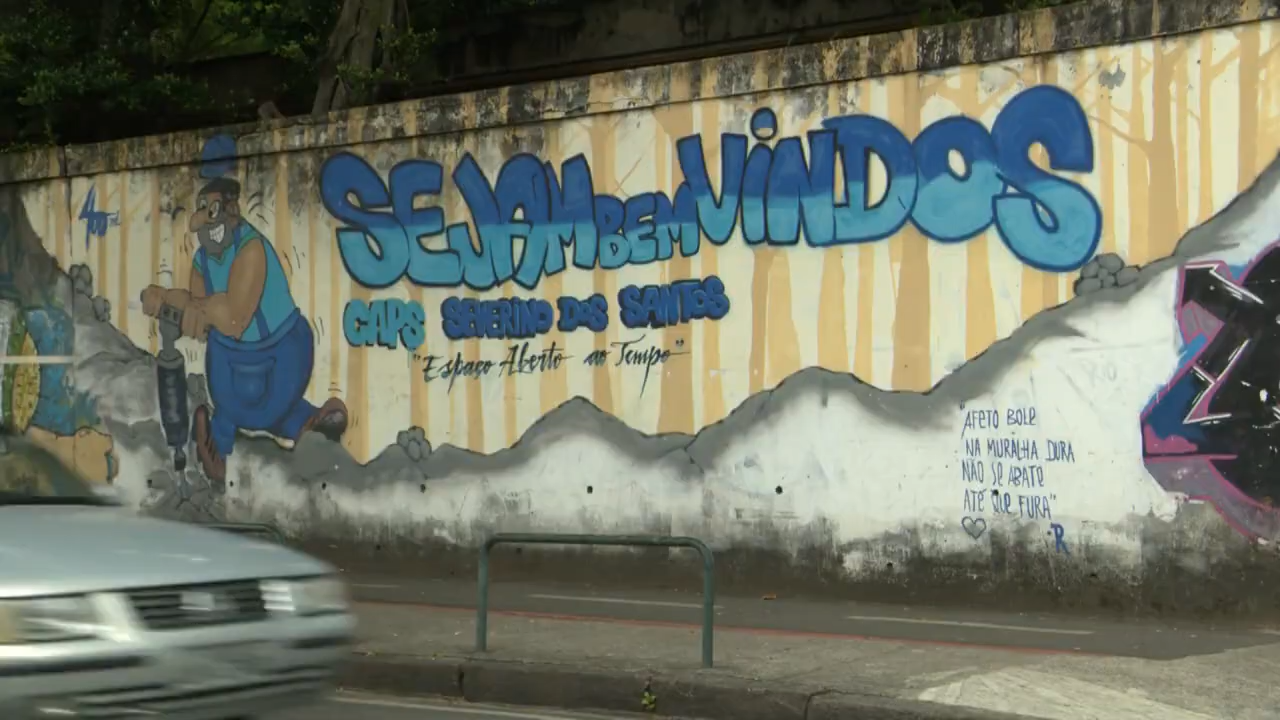 SEJAM BEM VINDOS
CAPS SEVERINO DOS SANTOS
"Espaço Aberto ao Tempo"
"AFETO BOLE
NA MURALHA DURA
NÃO SE ABATE
ATÉ QUE FURA"
R